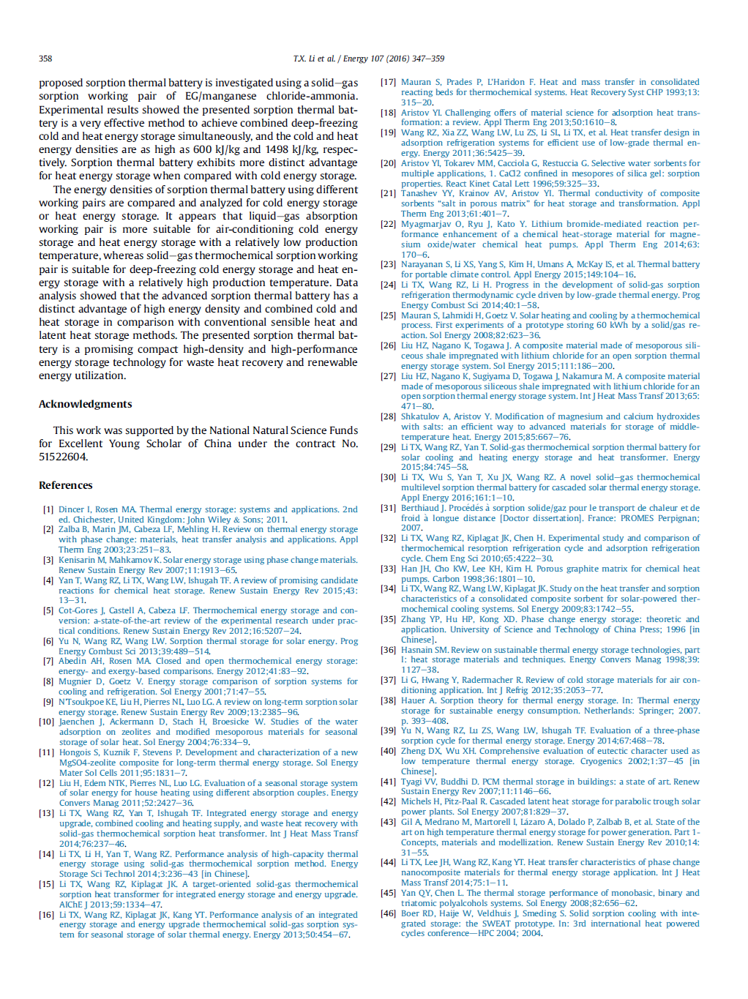 358
T.X. Li et al. / Energy 107 (2016) 347–359
proposed sorption thermal battery is investigated using a solid–gas
sorption working pair of EG/manganese chloride-ammonia.
Experimental results showed the presented sorption thermal bat-
tery is a very effective method to achieve combined deep-freezing
cold and heat energy storage simultaneously, and the cold and heat
energy densities are as high as 600 kJ/kg and 1498 kJ/kg, respec-
tively. Sorption thermal battery exhibits more distinct advantage
for heat energy storage when compared with cold energy storage.
The energy densities of sorption thermal battery using different
working pairs are compared and analyzed for cold energy storage
or heat energy storage. It appears that liquid–gas absorption
working pair is more suitable for air-conditioning cold energy
storage and heat energy storage with a relatively low production
temperature, whereas solid–gas thermochemical sorption working
pair is suitable for deep-freezing cold energy storage and heat en-
ergy storage with a relatively high production temperature. Data
analysis showed that the advanced sorption thermal battery has a
distinct advantage of high energy density and combined cold and
heat storage in comparison with conventional sensible heat and
latent heat storage methods. The presented sorption thermal bat-
tery is a promising compact high-density and high-performance
energy storage technology for waste heat recovery and renewable
energy utilization.
Acknowledgments
This work was supported by the National Natural Science Funds
for Excellent Young Scholar of China under the contract No.
51522604.
References
[1] Dincer I, Rosen MA. Thermal energy storage: systems and applications. 2nd
ed. Chichester, United Kingdom: John Wiley & Sons; 2011.
[2] Zalba B, Marin JM, Cabeza LF, Mehling H. Review on thermal energy storage
with phase change: materials, heat transfer analysis and applications. Appl
Therm Eng 2003;23:251–83.
[3] Kenisarin M, Mahkamov K. Solar energy storage using phase change materials.
Renew Sustain Energy Rev 2007;11:1913–65.
[4] Yan T, Wang RZ, Li TX, Wang LW, Ishugah TF. A review of promising candidate
reactions for chemical heat storage. Renew Sustain Energy Rev 2015;43:
13–31.
[5] Cot-Gores J, Castell A, Cabeza LF. Thermochemical energy storage and con-
version: a-state-of-the-art review of the experimental research under prac-
tical conditions. Renew Sustain Energy Rev 2012;16:5207–24.
[6] Yu N, Wang RZ, Wang LW. Sorption thermal storage for solar energy. Prog
Energy Combust Sci 2013;39:489–514.
[7] Abedin AH, Rosen MA. Closed and open thermochemical energy storage:
energy- and exergy-based comparisons. Energy 2012;41:83–92.
[8] Mugnier D, Goetz V. Energy storage comparison of sorption systems for
cooling and refrigeration. Sol Energy 2001;71:47–55.
[9] N'Tsoukpoe KE, Liu H, Pierres NL, Luo LG. A review on long-term sorption solar
energy storage. Renew Sustain Energy Rev 2009;13:2385–96.
[10] Jaenchen J, Ackermann D, Stach H, Broesicke W. Studies of the water
adsorption on zeolites and modified mesoporous materials for seasonal
storage of solar heat. Sol Energy 2004;76:334–9.
[11] Hongois S, Kuznik F, Stevens P. Development and characterization of a new
MgSO4-zeolite composite for long-term thermal energy storage. Sol Energy
Mater Sol Cells 2011;95:1831–7.
[12] Liu H, Edem NTK, Pierres NL, Luo LG. Evaluation of a seasonal storage system
of solar energy for house heating using different absorption couples. Energy
Convers Manag 2011;52:2427–36.
[13] Li TX, Wang RZ, Yan T, Ishugah TF. Integrated energy storage and energy
upgrade, combined cooling and heating supply, and waste heat recovery with
solid-gas thermochemical sorption heat transformer. Int J Heat Mass Transf
2014;76:237–46.
[14] Li TX, Li H, Yan T, Wang RZ. Performance analysis of high-capacity thermal
energy storage using solid-gas thermochemical sorption method. Energy
Storage Sci Technol 2014;3:236–43 [in Chinese].
[15] Li TX, Wang RZ, Kiplagat JK. A target-oriented solid-gas thermochemical
sorption heat transformer for integrated energy storage and energy upgrade.
AIChE J 2013;59:1334–47.
[16] Li TX, Wang RZ, Kiplagat JK, Kang YT. Performance analysis of an integrated
energy storage and energy upgrade thermochemical solid-gas sorption sys-
tem for seasonal storage of solar thermal energy. Energy 2013;50:454–67.
[17] Mauran S, Prades P, L'Haridon F. Heat and mass transfer in consolidated
reacting beds for thermochemical systems. Heat Recovery Syst CHP 1993;13:
315–20.
[18] Aristov YI. Challenging offers of material science for adsorption heat trans-
formation: a review. Appl Therm Eng 2013;50:1610–8.
[19] Wang RZ, Xia ZZ, Wang LW, Lu ZS, Li SL, Li TX, et al. Heat transfer design in
adsorption refrigeration systems for efficient use of low-grade thermal en-
ergy. Energy 2011;36:5425–39.
[20] Aristov YI, Tokarev MM, Cacciola G, Restuccia G. Selective water sorbents for
multiple applications, 1. CaCl2 confined in mesopores of silica gel: sorption
properties. React Kinet Catal Lett 1996;59:325–33.
[21] Tanashev YY, Krainov AV, Aristov YI. Thermal conductivity of composite
sorbents “salt in porous matrix” for heat storage and transformation. Appl
Therm Eng 2013;61:401–7.
[22] Myagmarjav O, Ryu J, Kato Y. Lithium bromide-mediated reaction per-
formance enhancement of a chemical heat-storage material for magne-
sium oxide/water chemical heat pumps. Appl Therm Eng 2014;63:
170–6.
[23] Narayanan S, Li XS, Yang S, Kim H, Umans A, McKay IS, et al. Thermal battery
for portable climate control. Appl Energy 2015;149:104–16.
[24] Li TX, Wang RZ, Li H. Progress in the development of solid-gas sorption
refrigeration thermodynamic cycle driven by low-grade thermal energy. Prog
Energy Combust Sci 2014;40:1–58.
[25] Mauran S, Lahmidi H, Goetz V. Solar heating and cooling by a thermochemical
process. First experiments of a prototype storing 60 kWh by a solid/gas re-
action. Sol Energy 2008;82:623–36.
[26] Liu HZ, Nagano K, Togawa J. A composite material made of mesoporous sili-
ceous shale impregnated with lithium chloride for an open sorption thermal
energy storage system. Sol Energy 2015;111:186–200.
[27] Liu HZ, Nagano K, Sugiyama D, Togawa J, Nakamura M. A composite material
made of mesoporous siliceous shale impregnated with lithium chloride for an
open sorption thermal energy storage system. Int J Heat Mass Transf 2013;65:
471–80.
[28] Shkatulov A, Aristov Y. Modification of magnesium and calcium hydroxides
with salts: an efficient way to advanced materials for storage of middle-
temperature heat. Energy 2015;85:667–76.
[29] Li TX, Wang RZ, Yan T. Solid-gas thermochemical sorption thermal battery for
solar cooling and heating energy storage and heat transformer. Energy
2015;84:745–58.
[30] Li TX, Wu S, Yan T, Xu JX, Wang RZ. A novel solid–gas thermochemical
multilevel sorption thermal battery for cascaded solar thermal energy storage.
Appl Energy 2016;161:1–10.
[31] Berthiaud J. Procédés à sorption solide/gaz pour le transport de chaleur et de
froid à longue distance [Doctor dissertation]. France: PROMES Perpignan;
2007.
[32] Li TX, Wang RZ, Kiplagat JK, Chen H. Experimental study and comparison of
thermochemical resorption refrigeration cycle and adsorption refrigeration
cycle. Chem Eng Sci 2010;65:4222–30.
[33] Han JH, Cho KW, Lee KH, Kim H. Porous graphite matrix for chemical heat
pumps. Carbon 1998;36:1801–10.
[34] Li TX, Wang RZ, Wang LW, Kiplagat JK. Study on the heat transfer and sorption
characteristics of a consolidated composite sorbent for solar-powered ther-
mochemical cooling systems. Sol Energy 2009;83:1742–55.
[35] Zhang YP, Hu HP, Kong XD. Phase change energy storage: theoretic and
application. University of Science and Technology of China Press; 1996 [in
Chinese].
[36] Hasnain SM. Review on sustainable thermal energy storage technologies, part
I: heat storage materials and techniques. Energy Convers Manag 1998;39:
1127–38.
[37] Li G, Hwang Y, Radermacher R. Review of cold storage materials for air con-
ditioning application. Int J Refrig 2012;35:2053–77.
[38] Hauer A. Sorption theory for thermal energy storage. In: Thermal energy
storage for sustainable energy consumption. Netherlands: Springer; 2007.
p. 393–408.
[39] Yu N, Wang RZ, Lu ZS, Wang LW, Ishugah TF. Evaluation of a three-phase
sorption cycle for thermal energy storage. Energy 2014;67:468–78.
[40] Zheng DX, Wu XH. Comprehensive evaluation of eutectic character used as
low temperature thermal energy storage. Cryogenics 2002;1:37–45 [in
Chinese].
[41] Tyagi VV, Buddhi D. PCM thermal storage in buildings: a state of art. Renew
Sustain Energy Rev 2007;11:1146–66.
[42] Michels H, Pitz-Paal R. Cascaded latent heat storage for parabolic trough solar
power plants. Sol Energy 2007;81:829–37.
[43] Gil A, Medrano M, Martorell I, Lázaro A, Dolado P, Zalbab B, et al. State of the
art on high temperature thermal energy storage for power generation. Part 1-
Concepts, materials and modellization. Renew Sustain Energy Rev 2010;14:
31–55.
[44] Li TX, Lee JH, Wang RZ, Kang YT. Heat transfer characteristics of phase change
nanocomposite materials for thermal energy storage application. Int J Heat
Mass Transf 2014;75:1–11.
[45] Yan QY, Chen L. The thermal storage performance of monobasic, binary and
triatomic polyalcohols systems. Sol Energy 2008;82:656–62.
[46] Boer RD, Haije W, Veldhuis J, Smeding S. Solid sorption cooling with inte-
grated storage: the SWEAT prototype. In: 3rd international heat powered
cycles conference—HPC 2004; 2004.